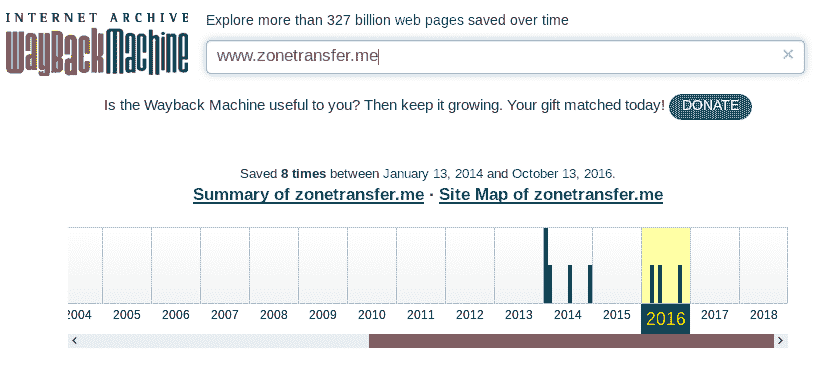 INTERNET ARCHIVE
WayBackMachine
Explore more than 327 billion web pages saved over time
www.zonetransfer.me
×
Is the Wayback Machine useful to you? Then keep it growing. Your gift matched today! DONATE
Saved 8 times between January 13, 2014 and October 13, 2016.
Summary of zonetransfer.me · Site Map of zonetransfer.me
2004 2005 2006 2007 2008 2009 2010 2011 2012 2013 2014 2015 2016 2017 2018